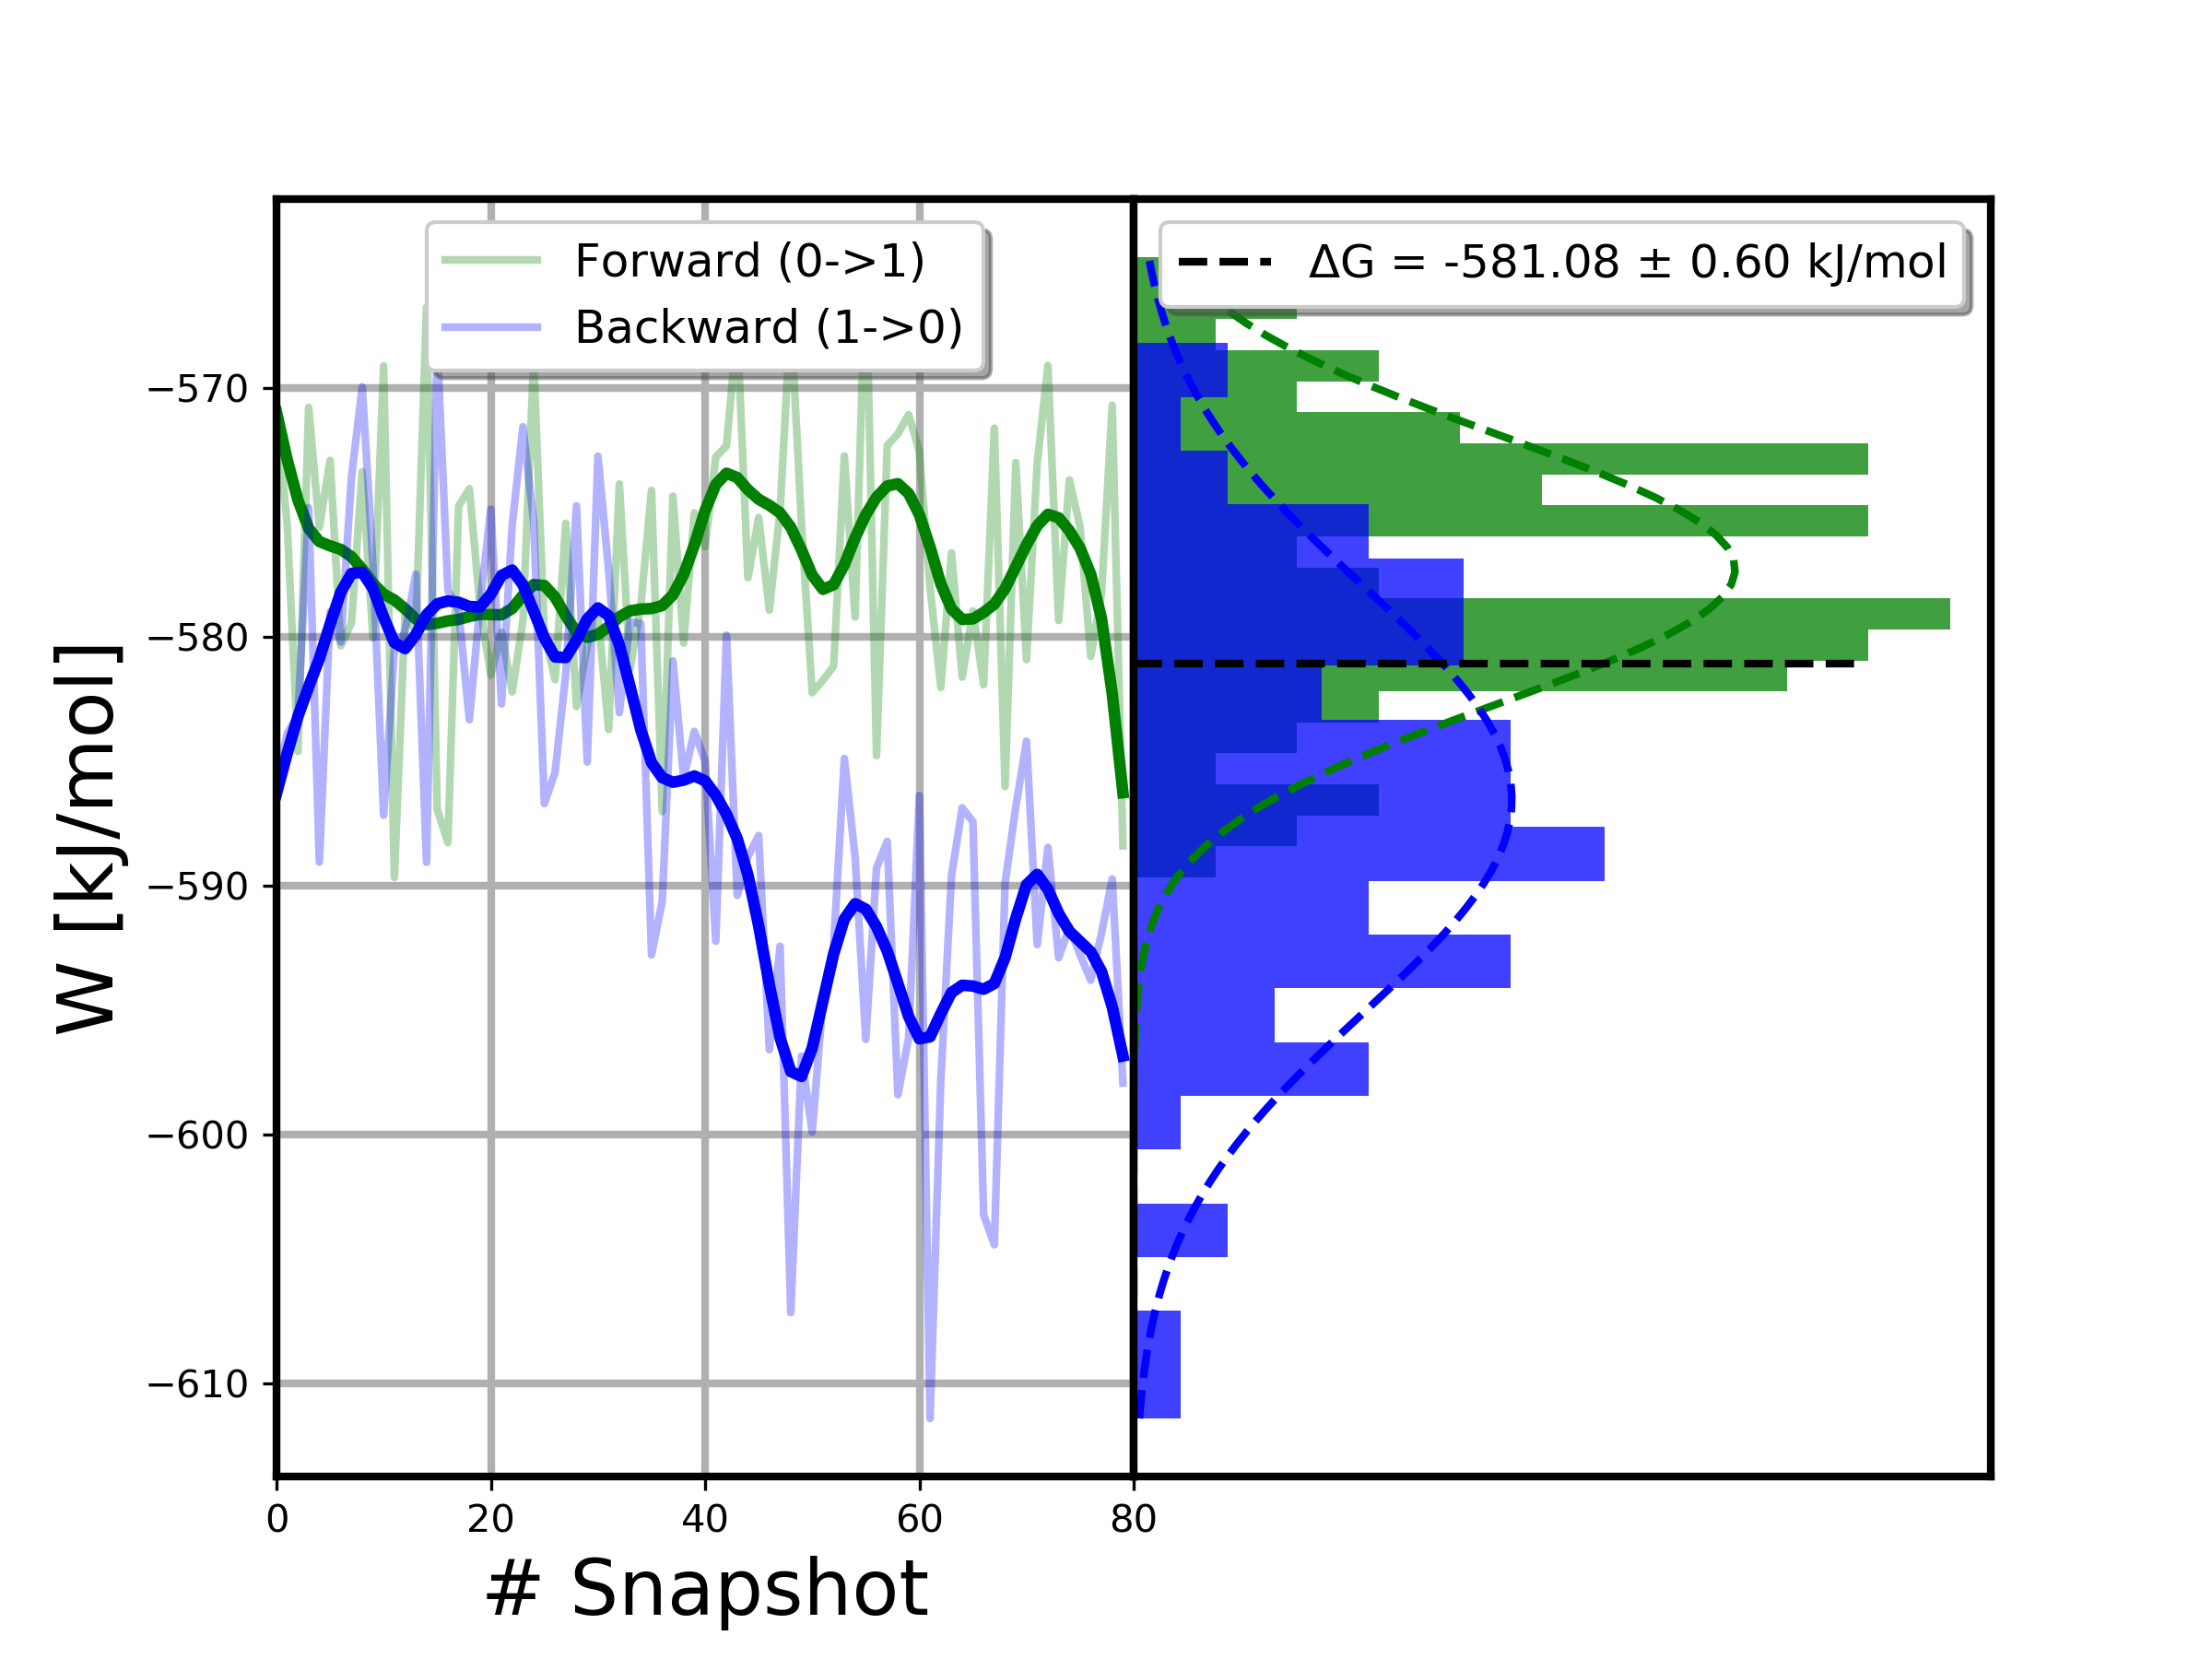 Forward (0->1)
Backward (1->0)
ΔG = -581.08 ± 0.60 kJ/mol
W [kJ/mol]
−570
−580
−590
−600
−610
0 20 40 60 80
# Snapshot